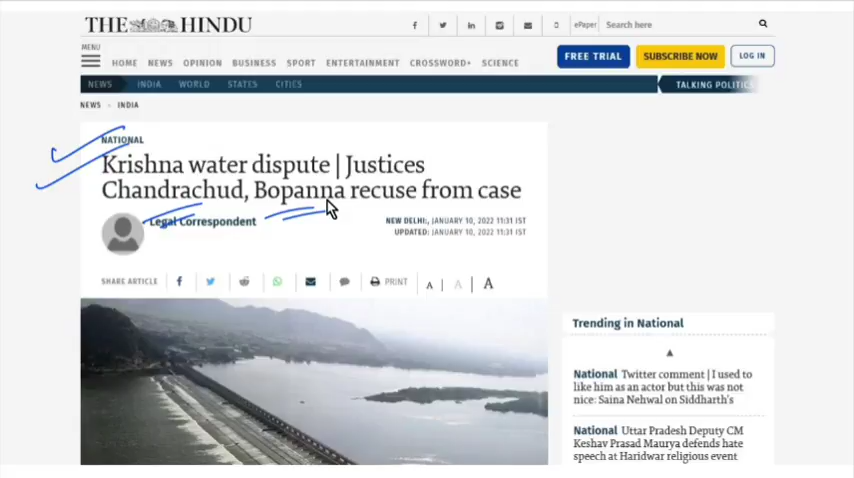 THE HINDU
ePaper
Search here
MENU
HOME NEWS OPINION BUSINESS SPORT ENTERTAINMENT CROSSWORD+ SCIENCE
FREE TRIAL
SUBSCRIBE NOW
LOG IN
NEWS INDIA WORLD STATES CITIES
TALKING POLITIC
NEWS INDIA
NATIONAL
Krishna water dispute | Justices
Chandrachud, Bopanna recuse from case
Legal Correspondent
NEW DELHI:, JANUARY 10, 2022 11:31 IST
UPDATED: JANUARY 10, 2022 11:31 IST
SHARE ARTICLE
PRINT
A | A | A
Trending in National
National Twitter comment | I used to
like him as an actor but this was not
nice: Saina Nehwal on Siddharth's
National Uttar Pradesh Deputy CM
Keshav Prasad Maurya defends hate
speech at Haridwar religious event